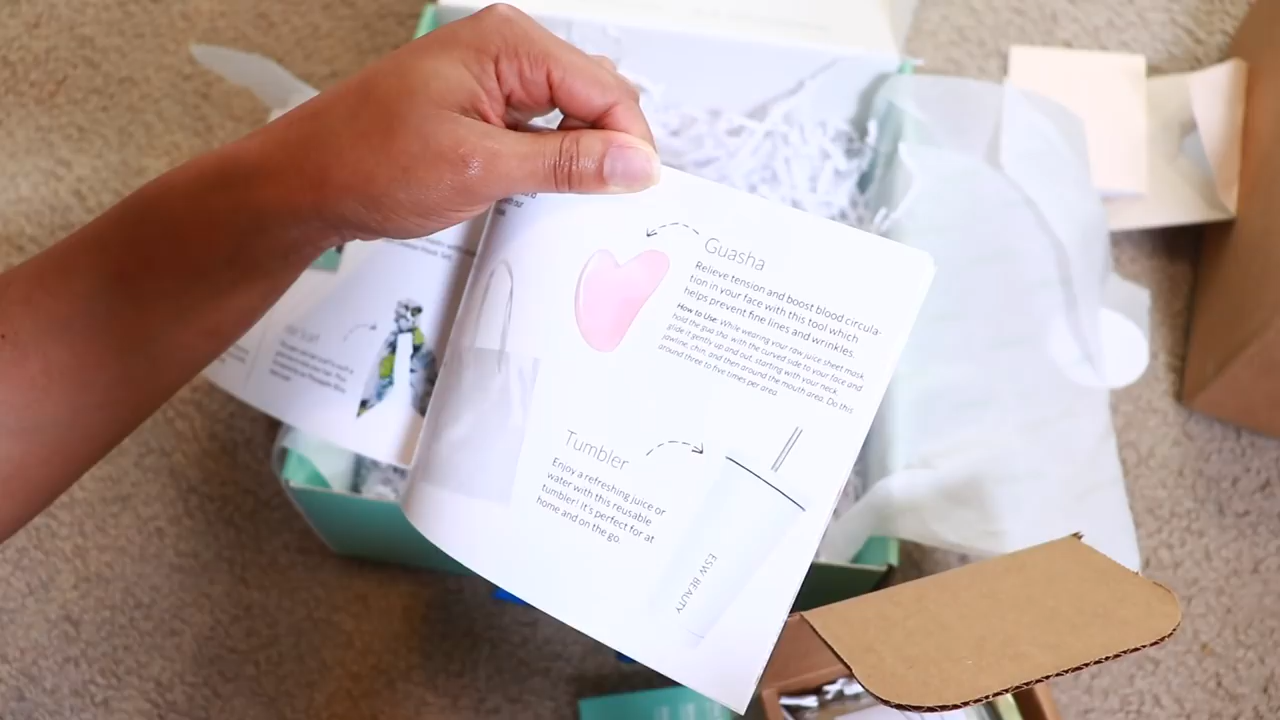 Guasha
Relieve tension and boost blood circula-
tion in your face with this tool which
helps prevent fine lines and wrinkles.
How to Use: While wearing your raw juice sheet mask,
hold the gua sha with the curved side to your face and
glide it gently up and out, starting with your neck,
jawline, chin, and then around the mouth area. Do this
around three to five times per area.
Tumbler
Enjoy a refreshing juice or
water with this reusable
tumbler! It's perfect for at
home and on the go.
ESW BEAUTY